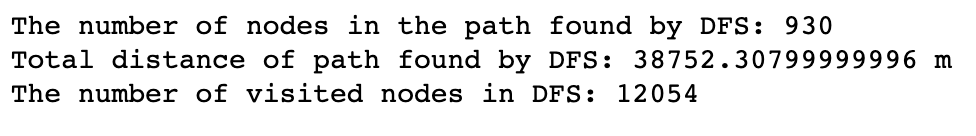 The number of nodes in the path found by DFS: 930
Total distance of path found by DFS: 38752.30799999996 m
The number of visited nodes in DFS: 12054